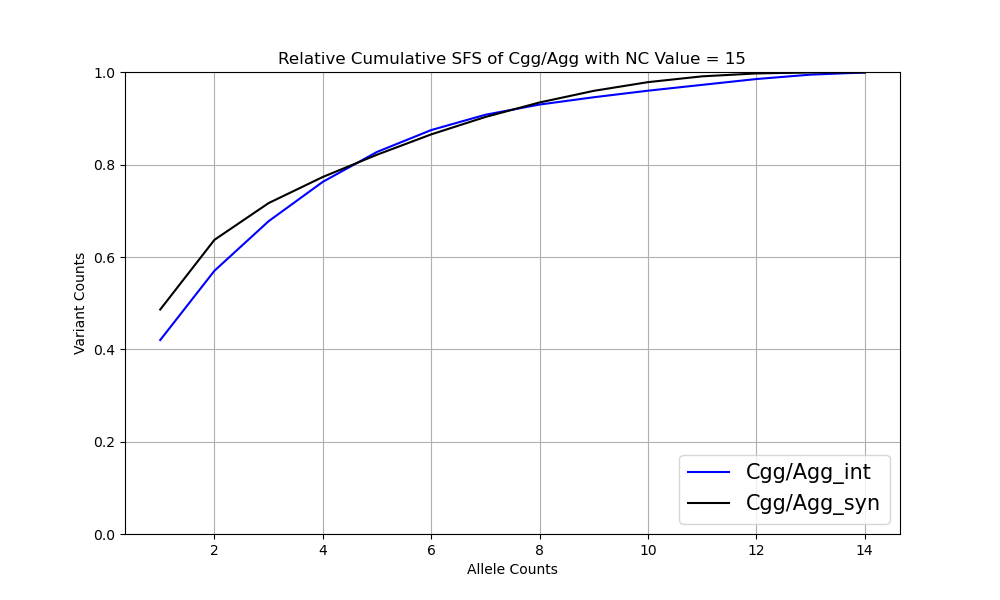 Relative Cumulative SFS of Cgg/Agg with NC Value = 15
1.0
0.8
0.6
0.4
0.2
0.0
Variant Counts
2 4 6 8 10 12 14
Allele Counts
Cgg/Agg_int
Cgg/Agg_syn